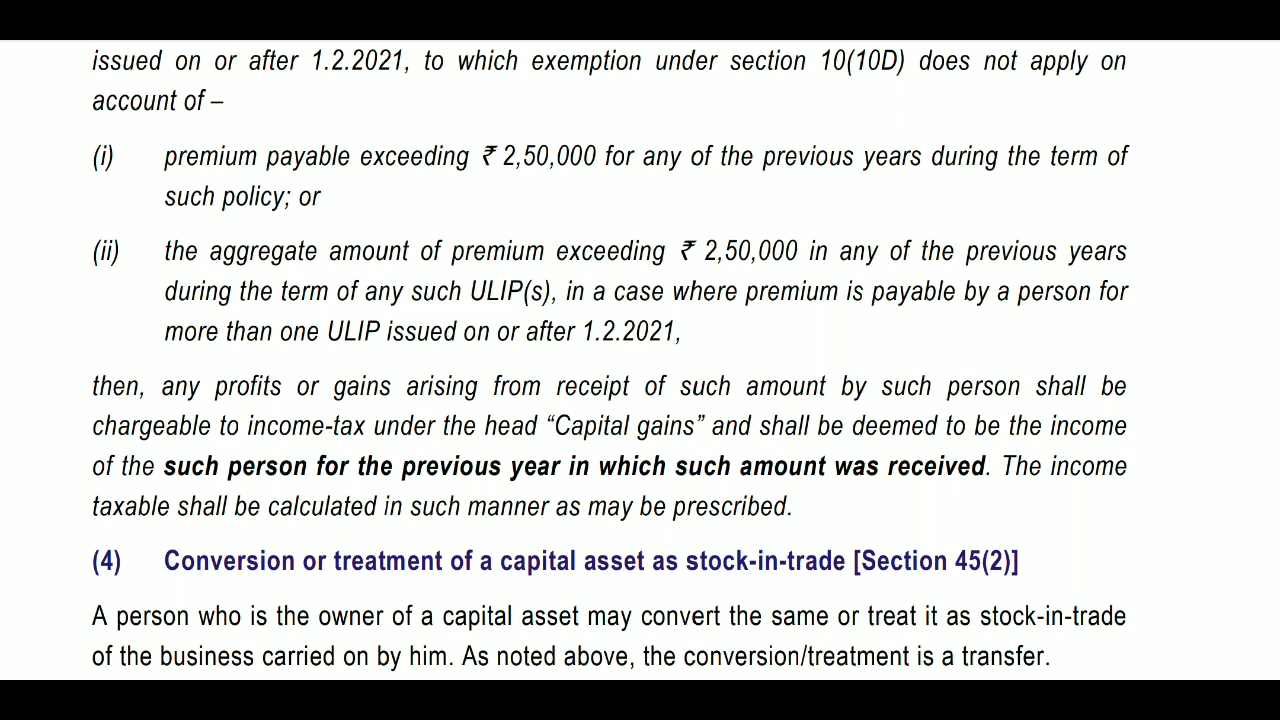 issued on or after 1.2.2021, to which exemption under section 10(10D) does not apply on
account of –
(i) premium payable exceeding ₹ 2,50,000 for any of the previous years during the term of
such policy; or
(ii) the aggregate amount of premium exceeding ₹ 2,50,000 in any of the previous years
during the term of any such ULIP(s), in a case where premium is payable by a person for
more than one ULIP issued on or after 1.2.2021,
then, any profits or gains arising from receipt of such amount by such person shall be
chargeable to income-tax under the head “Capital gains” and shall be deemed to be the income
of the such person for the previous year in which such amount was received. The income
taxable shall be calculated in such manner as may be prescribed.
(4) Conversion or treatment of a capital asset as stock-in-trade [Section 45(2)]
A person who is the owner of a capital asset may convert the same or treat it as stock-in-trade
of the business carried on by him. As noted above, the conversion/treatment is a transfer.